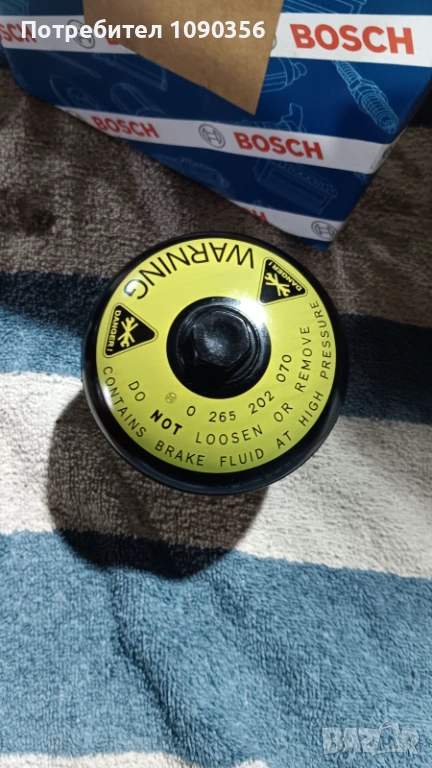 Потребител 1090356
BOSCH
BOSCH
BOSCH
WARNING
DANGER!
DANGER!
0 265 202 070
DO NOT LOOSEN OR REMOVE
CONTAINS BRAKE FLUID AT HIGH PRESSURE
BAZAR